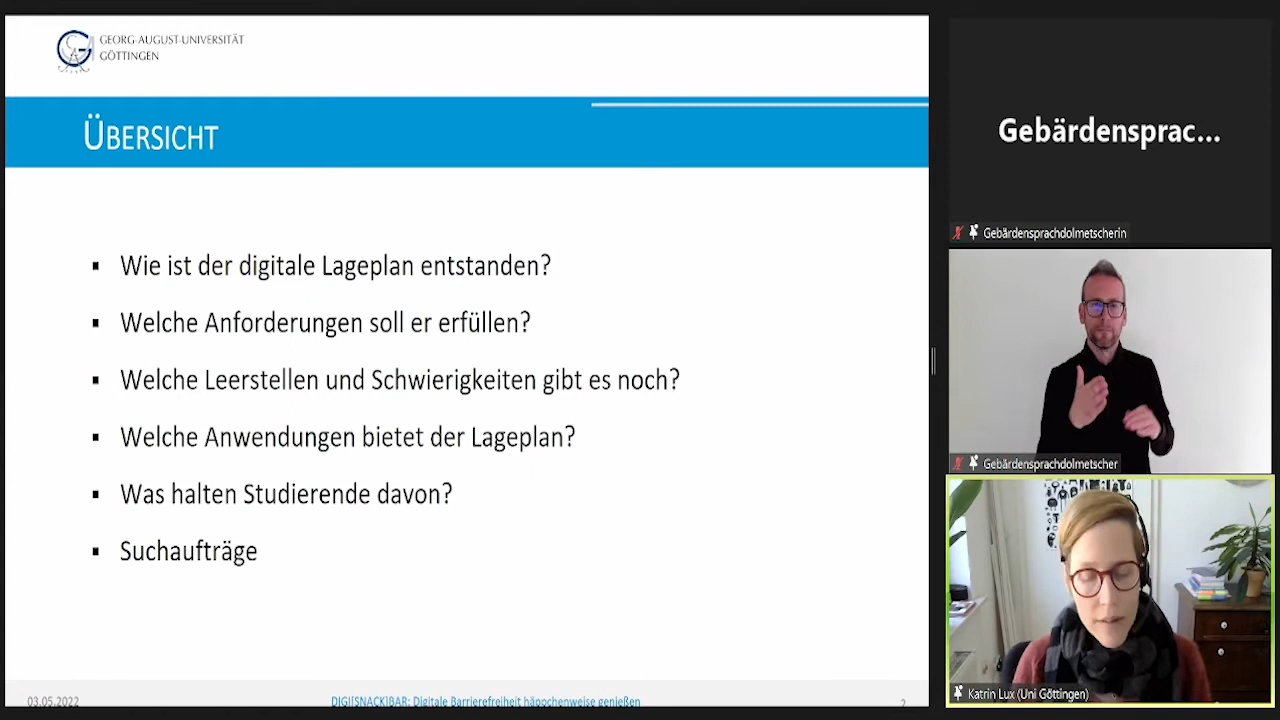 GEORG-AUGUST-UNIVERSITÄT
GÖTTINGEN
ÜBERSICHT
▪ Wie ist der digitale Lageplan entstanden?
▪ Welche Anforderungen soll er erfüllen?
▪ Welche Leerstellen und Schwierigkeiten gibt es noch?
▪ Welche Anwendungen bietet der Lageplan?
▪ Was halten Studierende davon?
▪ Suchaufträge
03.05.2022
DIGI[SNACK]BAR: Digitale Barrierefreiheit häppchenweise genießen
2
Gebärdensprac...
Gebärdensprachdolmetscherin
Gebärdensprachdolmetscher
Katrin Lux (Uni Göttingen)